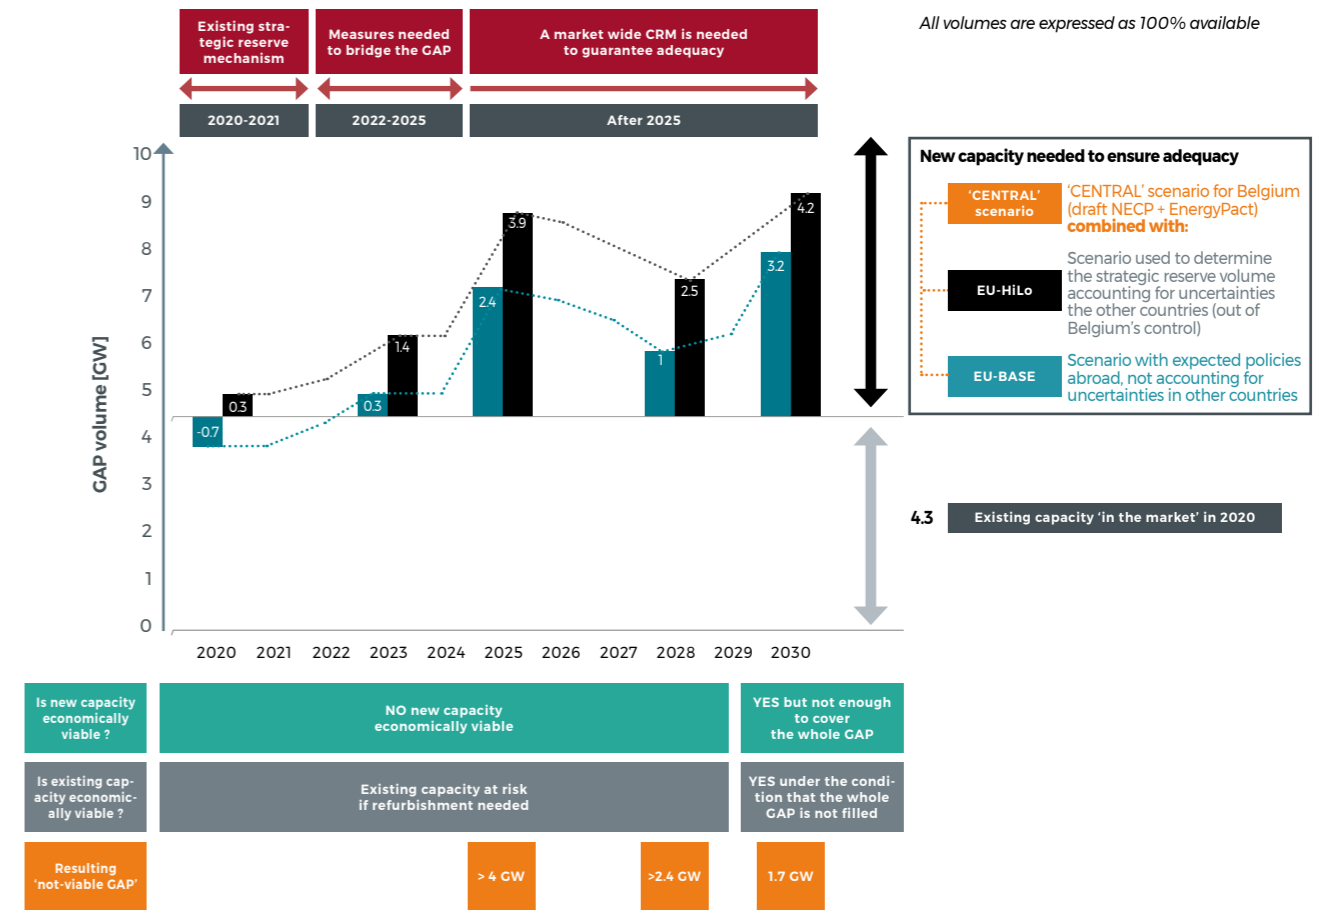 Existing stra-
tegic reserve
mechanism
Measures needed
to bridge the GAP
A market wide CRM is needed
to guarantee adequacy
All volumes are expressed as 100% available
2020-2021
2022-2025
After 2025
GAP volume [GW]
10
9
8
7
6
5
4
3
2
1
0
-0.7
0.3
0.3
1.4
2.4
3.9
1
2.5
3.2
4.2
2020
2021
2022
2023
2024
2025
2026
2027
2028
2029
2030
New capacity needed to ensure adequacy
‘CENTRAL’
scenario
‘CENTRAL’ scenario for Belgium
(draft NECP + EnergyPact)
combined with:
EU-HiLo
Scenario used to determine
the strategic reserve volume
accounting for uncertainties
the other countries (out of
Belgium’s control)
EU-BASE
Scenario with expected policies
abroad, not accounting for
uncertainties in other countries
4.3
Existing capacity ‘in the market’ in 2020
Is new capacity
economically
viable ?
NO new capacity
economically viable
YES but not enough
to cover
the whole GAP
Is existing cap-
acity economic-
ally viable ?
Existing capacity at risk
if refurbishment needed
YES under the condi-
tion that the whole
GAP is not filled
Resulting
‘not-viable GAP’
> 4 GW
>2.4 GW
1.7 GW